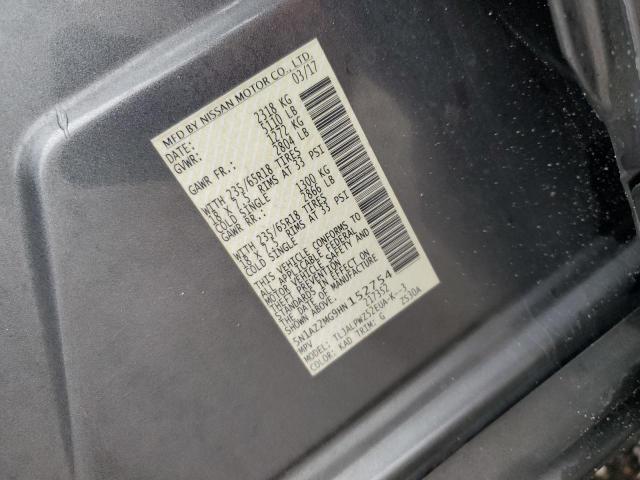 MFD BY NISSAN MOTOR CO., LTD.
DATE: 03/17
GVWR: 2318 KG
5110 LB
GAWR FR.: 1272 KG
2804 LB
WITH 235/65R18 TIRES
18 X 7.5 RIMS AT 33 PSI
COLD SINGLE
GAWR RR.: 1300 KG
2866 LB
WITH 235/65R18 TIRES
18 X 7.5 RIMS AT 33 PSI
COLD SINGLE
THIS VEHICLE CONFORMS TO
ALL APPLICABLE FEDERAL
MOTOR VEHICLE SAFETY AND
THEFT PREVENTION
STANDARDS IN EFFECT ON
THE DATE OF MANUFACTURE
SHOWN ABOVE.
5N1AZ2MG9HN 152754
MPV 117352
MODEL: TLJALPWZ52EUA-K--3
COLOR: KAD TRIM: G Z530A